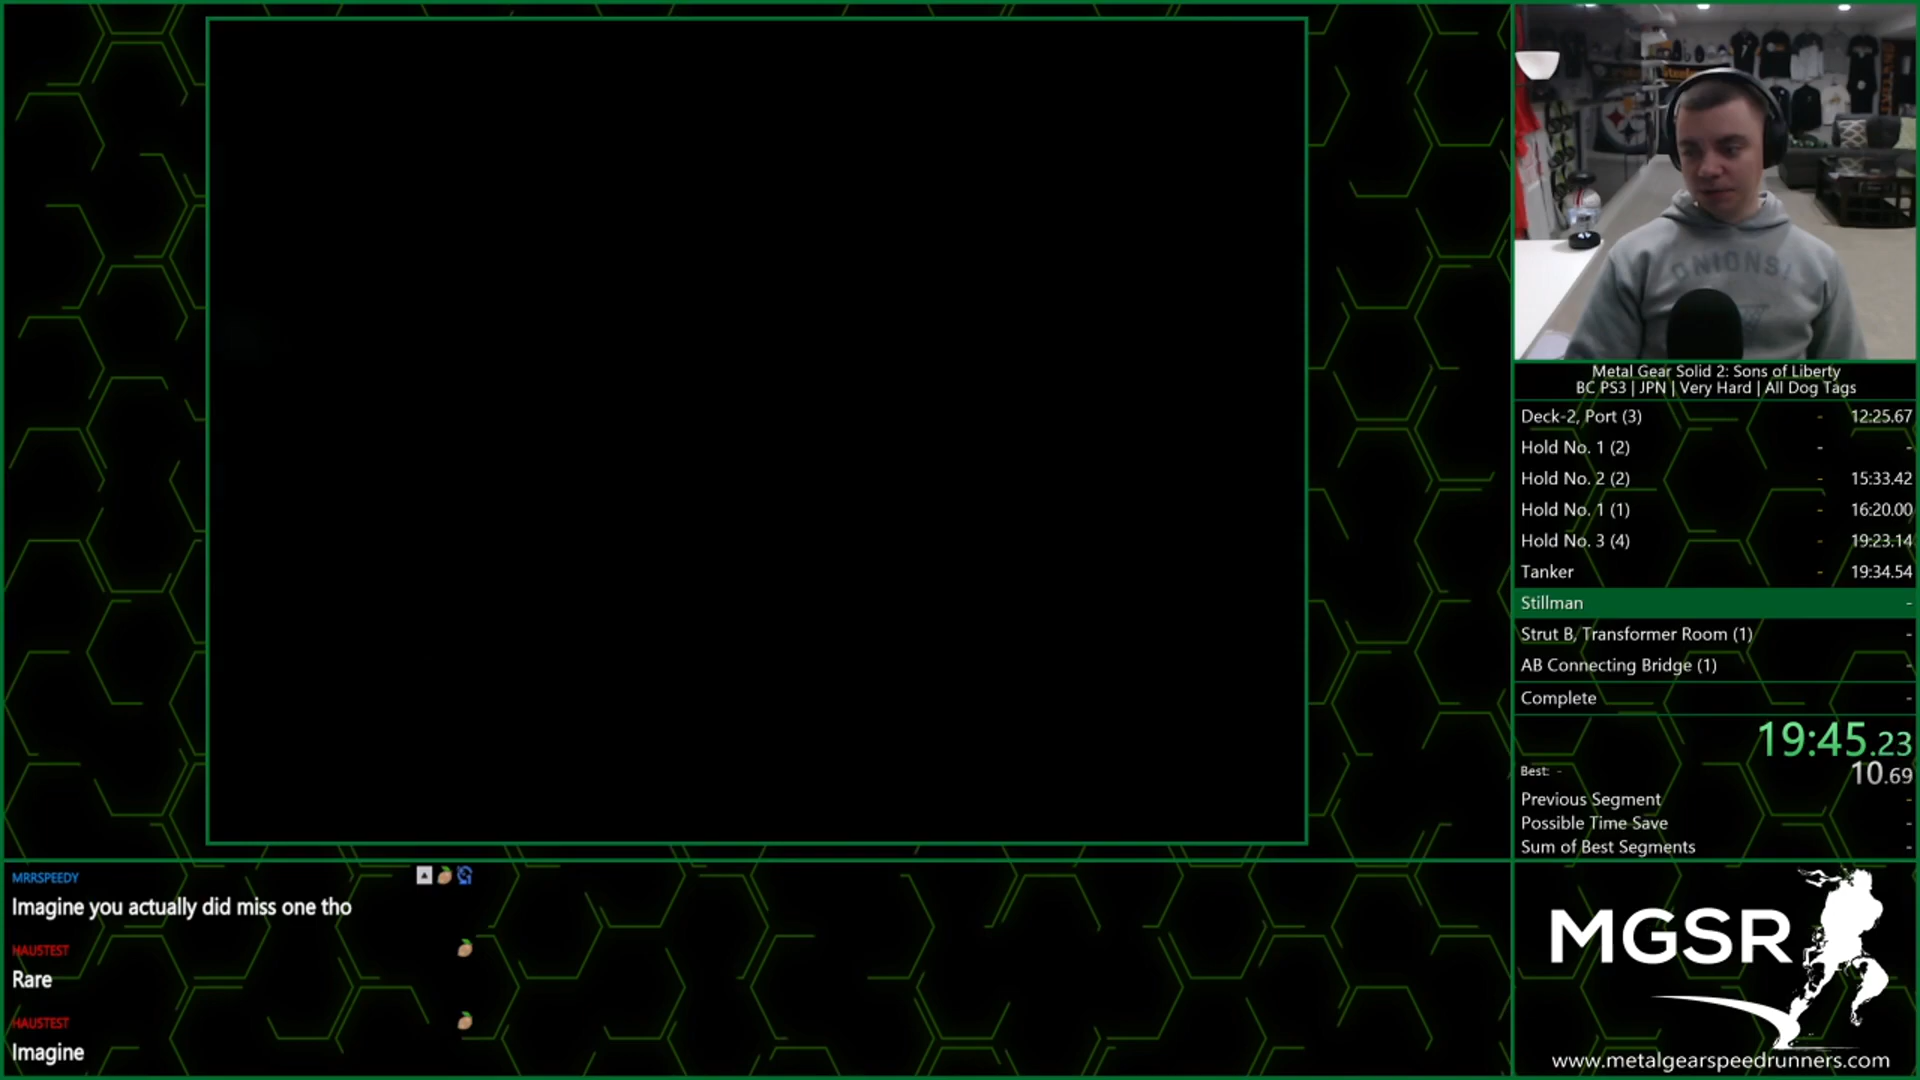 Steelers
ONIONS!
Metal Gear Solid 2: Sons of Liberty
BC PS3 | JPN | Very Hard | All Dog Tags
Deck-2, Port (3) - 12:25.67
Hold No. 1 (2) - -
Hold No. 2 (2) - 15:33.42
Hold No. 1 (1) - 16:20.00
Hold No. 3 (4) - 19:23.14
Tanker - 19:34.54
Stillman -
Strut B, Transformer Room (1) -
AB Connecting Bridge (1) -
Complete -
19:45.23
Best: - 10.69
Previous Segment -
Possible Time Save -
Sum of Best Segments -
MRRSPEEDY
Imagine you actually did miss one tho
HAUSTEST
Rare
HAUSTEST
Imagine
MGSR
www.metalgearspeedrunners.com